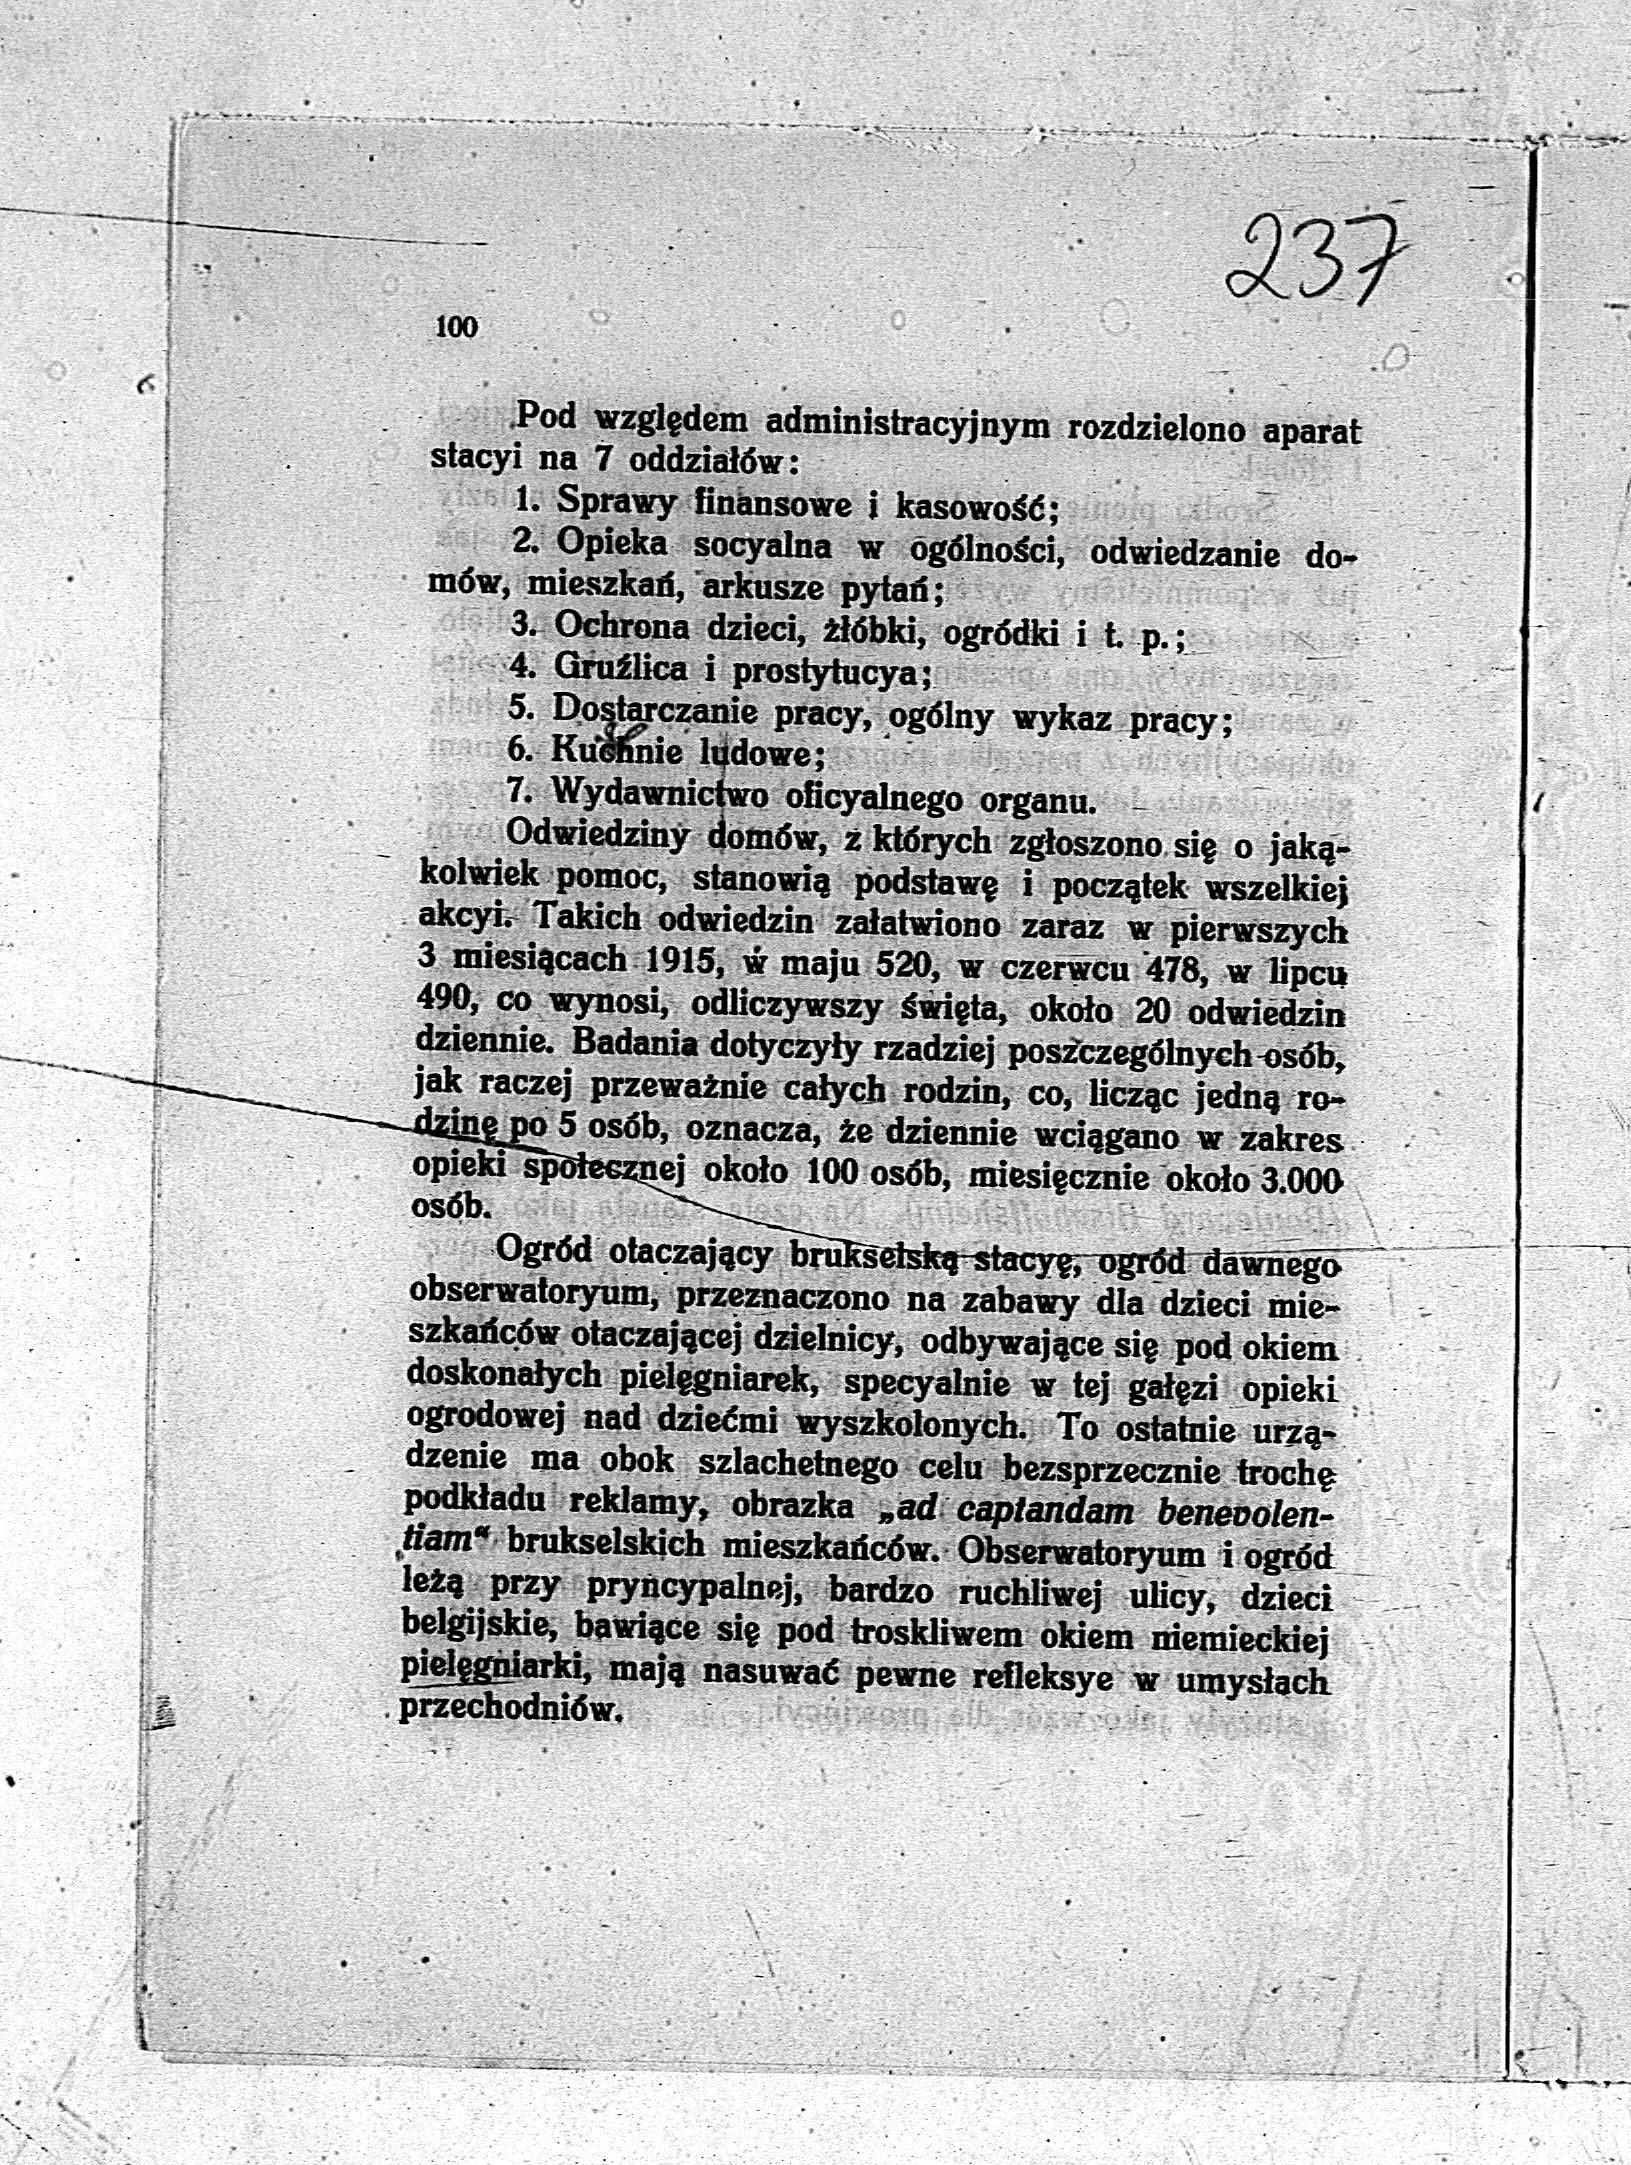 237
100
Pod względem administracyjnym rozdzielono aparat
stacyi na 7 oddziałów:
1. Sprawy finansowe i kasowość;
2. Opieka socyalna w ogólności, odwiedzanie do-
mów, mieszkań, arkusze pytań;
3. Ochrona dzieci, żłóbki, ogródki i t. p.;
4. Gruźlica i prostytucya;
5. Dostarczanie pracy, ogólny wykaz pracy;
6. Kuchnie ludowe;
7. Wydawnictwo oficyalnego organu.
Odwiedziny domów, z których zgłoszono się o jaką-
kolwiek pomoc, stanowią podstawę i początek wszelkiej
akcyi. Takich odwiedzin załatwiono zaraz w pierwszych
3 miesiącach 1915, w maju 520, w czerwcu 478, w lipcu
490, co wynosi, odliczywszy święta, około 20 odwiedzin
dziennie. Badania dotyczyły rzadziej poszczególnych osób,
jak raczej przeważnie całych rodzin, co, licząc jedną ro-
dzinę po 5 osób, oznacza, że dziennie wciągano w zakres
opieki społecznej około 100 osób, miesięcznie około 3.000
osób.
Ogród otaczający brukselską stacyę, ogród dawnego
obserwatoryum, przeznaczono na zabawy dla dzieci mie-
szkańców otaczającej dzielnicy, odbywające się pod okiem
doskonałych pielęgniarek, specyalnie w tej gałęzi opieki
ogrodowej nad dziećmi wyszkolonych. To ostatnie urzą-
dzenie ma obok szlachetnego celu bezsprzecznie trochę
podkładu reklamy, obrazka „ad captandam benevolen-
tiam“ brukselskich mieszkańców. Obserwatoryum i ogród
leżą przy pryncypalnej, bardzo ruchliwej ulicy, dzieci
belgijskie, bawiące się pod troskliwem okiem niemieckiej
pielęgniarki, mają nasuwać pewne refleksye w umysłach
przechodniów.